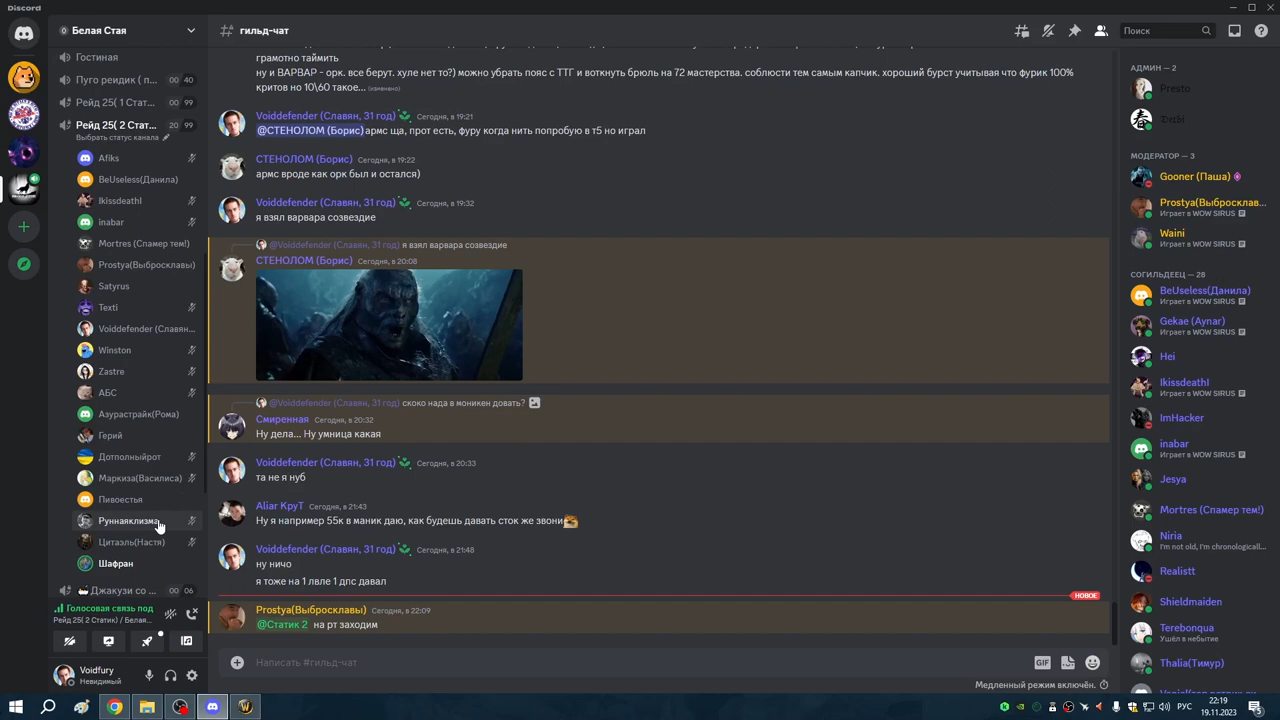 Discord
Белая Стая
Гостиная
Пуго реидик ( п... 00 40
Рейд 25( 1 Стат... 00 99
Рейд 25( 2 Стат... 20 99
Выбрать статус канала
Afiks
BeUseless(Данила)
Ikissdeathl
inabar
Mortres (Спамер тем!)
Prostya(Выбросклавы)
Satyrus
Texti
Voiddefender (Славян...
Winston
Zastre
АБС
Азурастрайк(Рома)
Герий
Дотполныйрот
Маркиза(Василиса)
Пивоестья
Руннаяклизма
Цитаэль(Настя)
Шафран
Джакузи со ... 00 06
Голосовая связь под
Рейд 25( 2 Статик) / Белая...
Voidfury
Невидимый
гильд-чат
Поиск
грамотно таймить
ну и ВАРВАР - орк. все берут. хуле нет то?) можно убрать пояс с ТТГ и воткнуть брюль на 72 мастерства. соблюсти тем самым капчик. хороший бурст учитывая что фурик 100%
критов но 10\60 такое... (изменено)
Voiddefender (Славян, 31 год) Сегодня, в 19:21
@СТЕНОЛОМ (Борис) армс ща, прот есть, фуру когда нить попробую в т5 но играл
СТЕНОЛОМ (Борис) Сегодня, в 19:22
армс вроде как орк был и остался)
Voiddefender (Славян, 31 год) Сегодня, в 19:32
я взял варвара созвездие
@Voiddefender (Славян, 31 год) я взял варвара созвездие
СТЕНОЛОМ (Борис) Сегодня, в 20:08
@Voiddefender (Славян, 31 год) скоко нада в моникен довать?
Смиренная Сегодня, в 20:32
Ну дела... Ну умница какая
Voiddefender (Славян, 31 год) Сегодня, в 20:33
та не я нуб
Aliar КруТ Сегодня, в 21:43
Ну я например 55к в маник даю, как будешь давать сток же звони
Voiddefender (Славян, 31 год) Сегодня, в 21:48
ну ничо
я тоже на 1 лвле 1 дпс давал
НОВОЕ
Prostya(Выбросклавы) Сегодня, в 22:09
@Статик 2 на рт заходим
Написать #гильд-чат
GIF
Медленный режим включён.
АДМИН — 2
Presto
Derbi
МОДЕРАТОР — 3
Gooner (Паша)
Prostya(Выбросклав...
Играет в WOW SIRUS
Waini
Играет в WOW SIRUS
СОГИЛЬДЕЕЦ — 28
BeUseless(Данила)
Играет в WOW SIRUS
Gekae (Aynar)
Играет в WOW SIRUS
Hei
Ikissdeathl
Играет в WOW SIRUS
ImHacker
inabar
Играет в WOW SIRUS
Jesya
Mortres (Спамер тем!)
Niria
I'm not old, I'm chronologicall...
Realistt
Shieldmaiden
Terebonqua
Ушёл в небытие
Thalia(Тимур)
РУС
22:19
19.11.2023